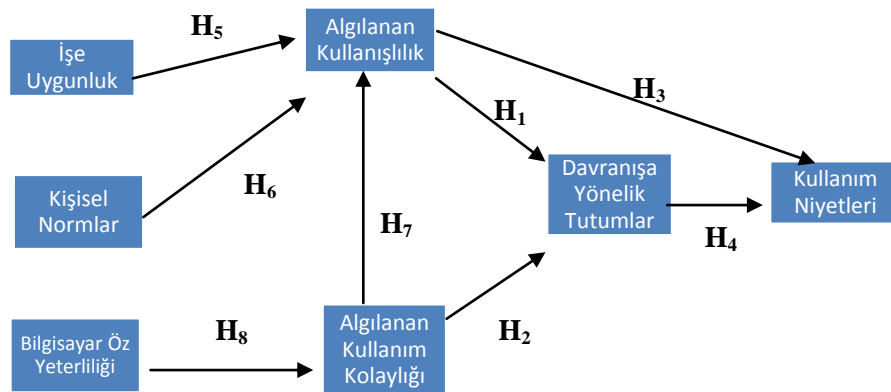 H5
İşe
Uygunluk
Algılanan
Kullanışlılık
H3
H1
Kişisel
Normlar
H6
Davranışa
Yönelik
Tutumlar
Kullanım
Niyetleri
H7
H4
Bilgisayar Öz
Yeterliliği
H8
Algılanan
Kullanım
Kolaylığı
H2